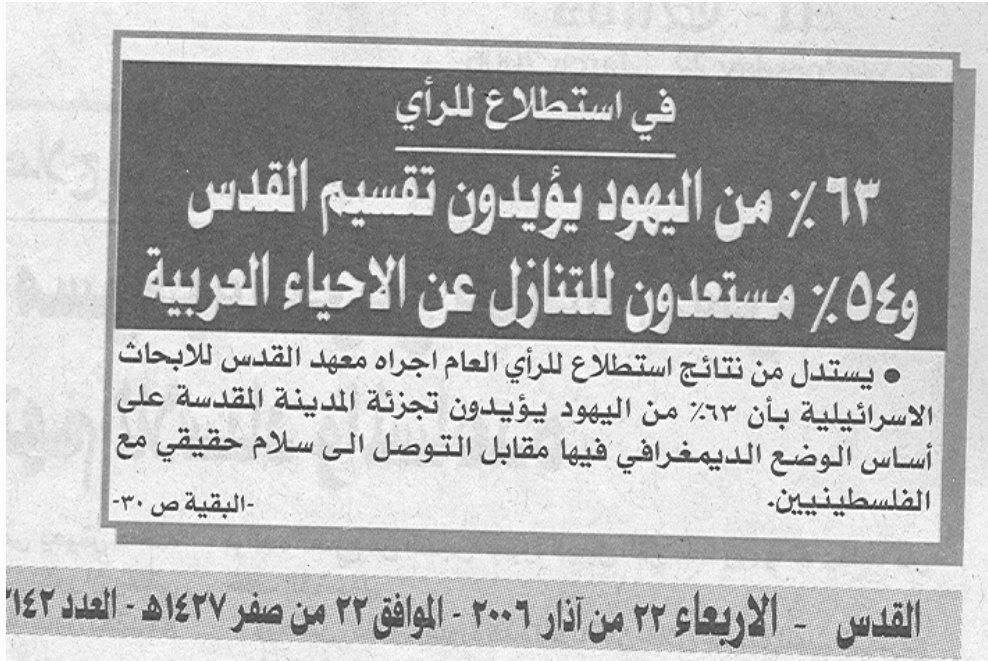 في استطلاع للرأي
٦٣٪ من اليهود يؤيدون تقسيم القدس
و٥٤٪ مستعدون للتنازل عن الاحياء العربية
● يستدل من نتائج استطلاع للرأي العام اجراه معهد القدس للابحاث
الاسرائيلية بأن ٦٣٪ من اليهود يؤيدون تجزئة المدينة المقدسة على
أساس الوضع الديمغرافي فيها مقابل التوصل الى سلام حقيقي مع
الفلسطينيين.
-البقية ص ٣٠-
القدس - الاربعاء ٢٢ من آذار ٢٠٠٦ - الموافق ٢٢ من صفر ١٤٢٧هـ - العدد